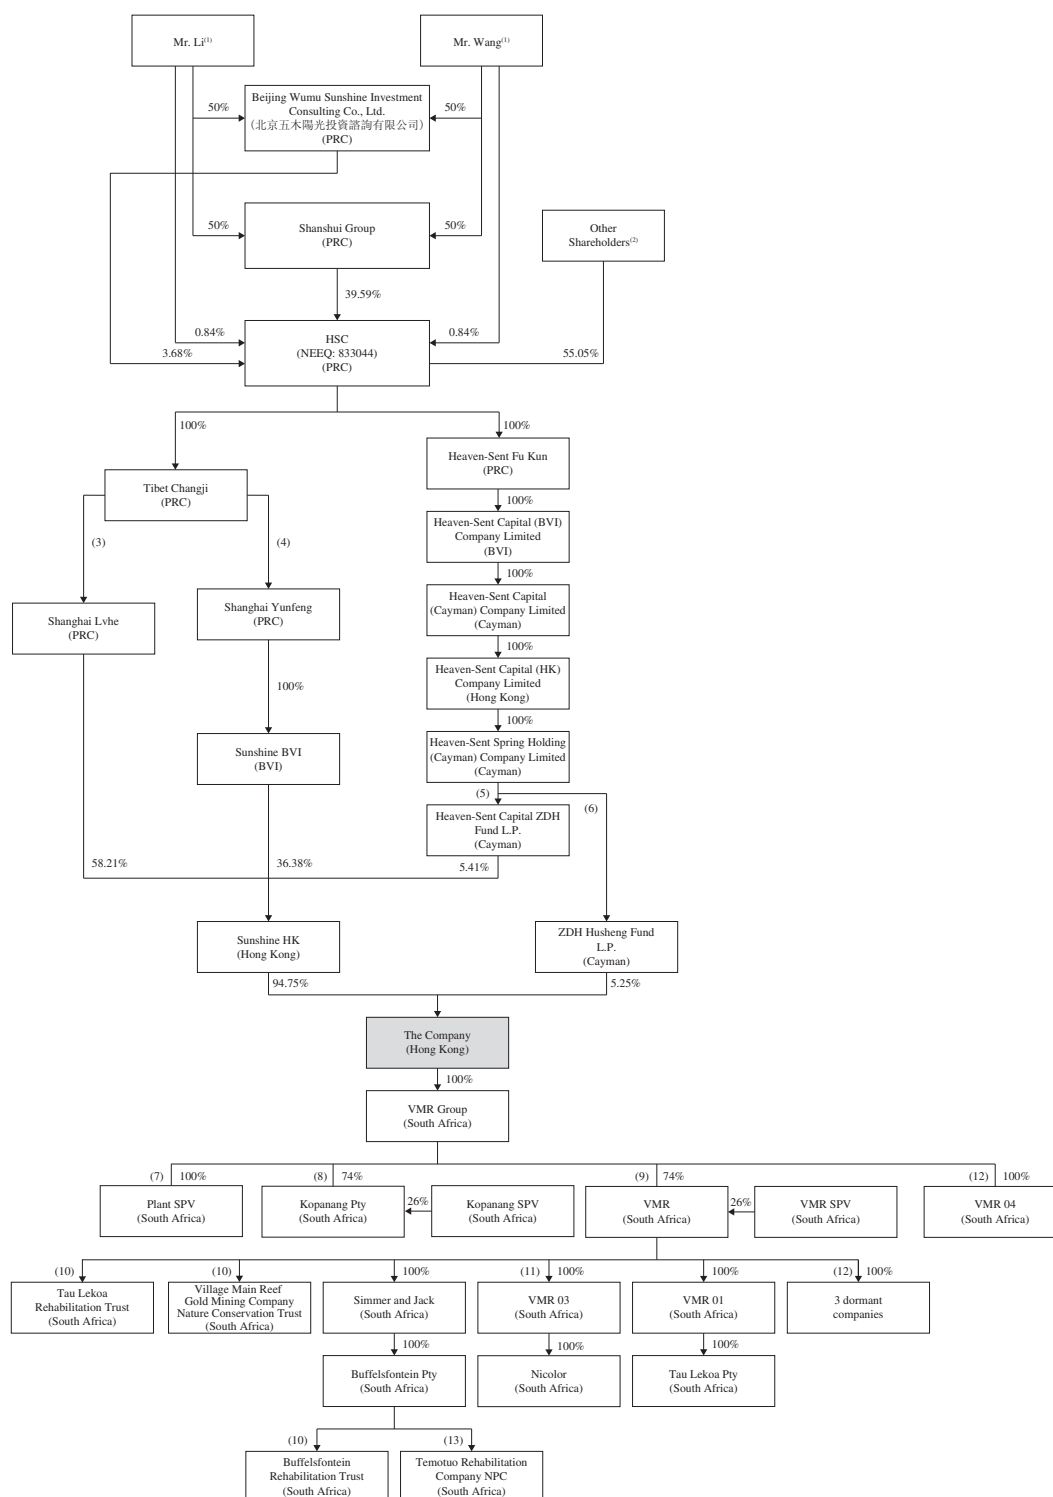 Mr. Li(1)
Mr. Wang(1)
Beijing Wumu Sunshine Investment
Consulting Co., Ltd.
(北京五木陽光投資諮詢有限公司)
(PRC)
50%
50%
Shanshui Group
(PRC)
50%
50%
Other
Shareholders(2)
39.59%
HSC
(NEEQ: 833044)
(PRC)
0.84%
0.84%
3.68%
55.05%
100%
100%
Heaven-Sent Fu Kun
(PRC)
Tibet Changji
(PRC)
100%
Heaven-Sent Capital (BVI)
Company Limited
(BVI)
(3)
(4)
100%
Shanghai Lvhe
(PRC)
Shanghai Yunfeng
(PRC)
Heaven-Sent Capital
(Cayman) Company Limited
(Cayman)
100%
Heaven-Sent Capital (HK)
Company Limited
(Hong Kong)
100%
100%
Sunshine BVI
(BVI)
Heaven-Sent Spring Holding
(Cayman) Company Limited
(Cayman)
(5)
(6)
Heaven-Sent Capital ZDH
Fund L.P.
(Cayman)
58.21%
36.38%
5.41%
Sunshine HK
(Hong Kong)
ZDH Husheng Fund
L.P.
(Cayman)
94.75%
5.25%
The Company
(Hong Kong)
100%
VMR Group
(South Africa)
(7) 100%
(8) 74%
(9) 74%
(12) 100%
Plant SPV
(South Africa)
Kopanang Pty
(South Africa)
26%
Kopanang SPV
(South Africa)
VMR
(South Africa)
26%
VMR SPV
(South Africa)
VMR 04
(South Africa)
(10)
(10)
100%
(11) 100%
100%
(12) 100%
Tau Lekoa
Rehabilitation Trust
(South Africa)
Village Main Reef
Gold Mining Company
Nature Conservation Trust
(South Africa)
Simmer and Jack
(South Africa)
VMR 03
(South Africa)
VMR 01
(South Africa)
3 dormant
companies
100%
100%
100%
Buffelsfontein Pty
(South Africa)
Nicolor
(South Africa)
Tau Lekoa Pty
(South Africa)
(10)
(13)
Buffelsfontein
Rehabilitation Trust
(South Africa)
Temotuo Rehabilitation
Company NPC
(South Africa)